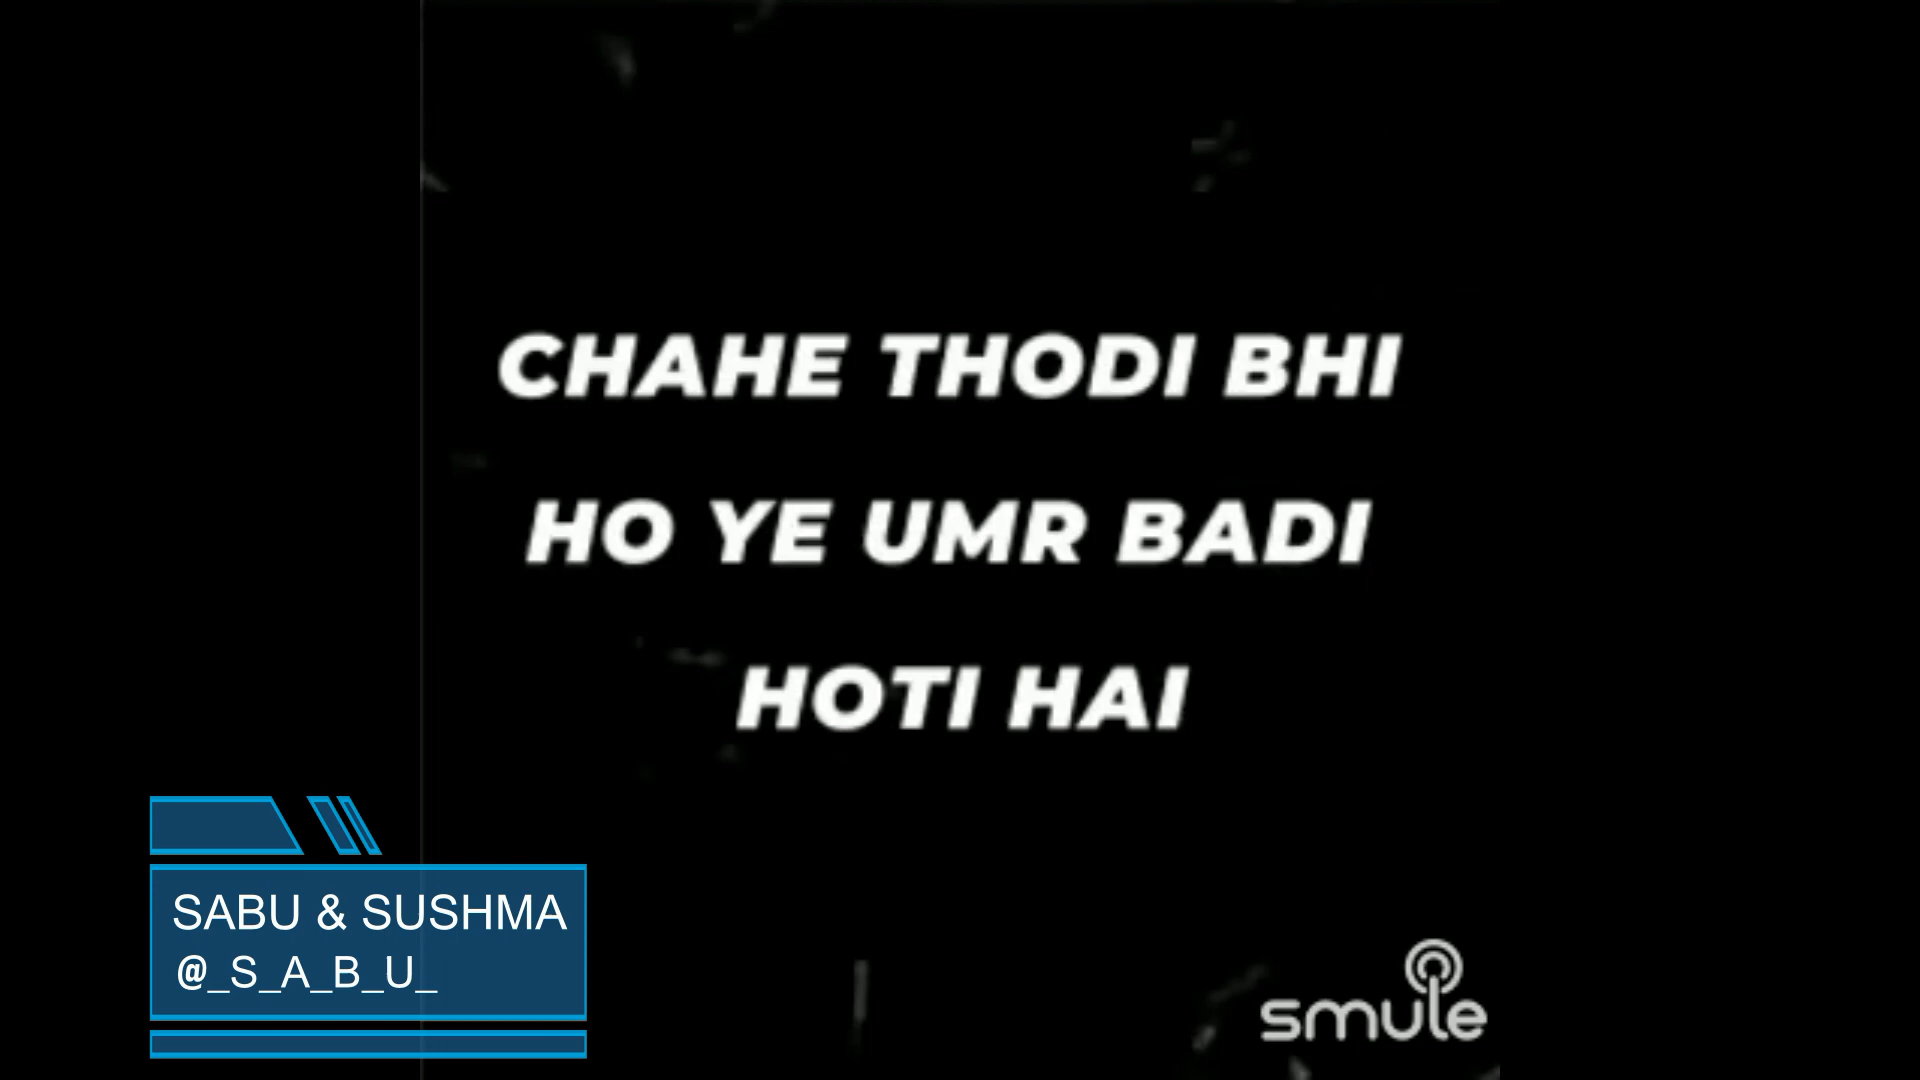 CHAHE THODI BHI
HO YE UMR BADI
HOTI HAI
SABU & SUSHMA
@_S_A_B_U_
smule